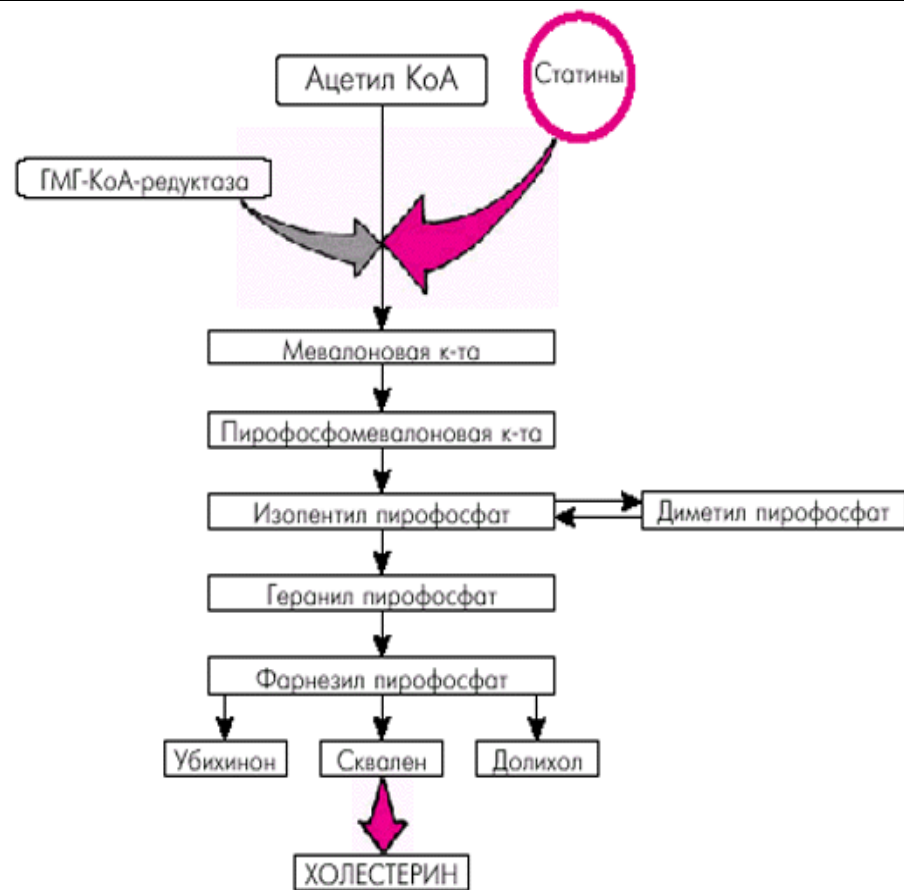 Ацетил КоА
Статины
ГМГ-КоА-редуктаза
Мевалоновая к-та
Пирофосфомевалоновая к-та
Изопентил пирофосфат
Диметил пирофосфат
Геранил пирофосфат
Фарнезил пирофосфат
Убихинон
Сквален
Долихол
ХОЛЕСТЕРИН